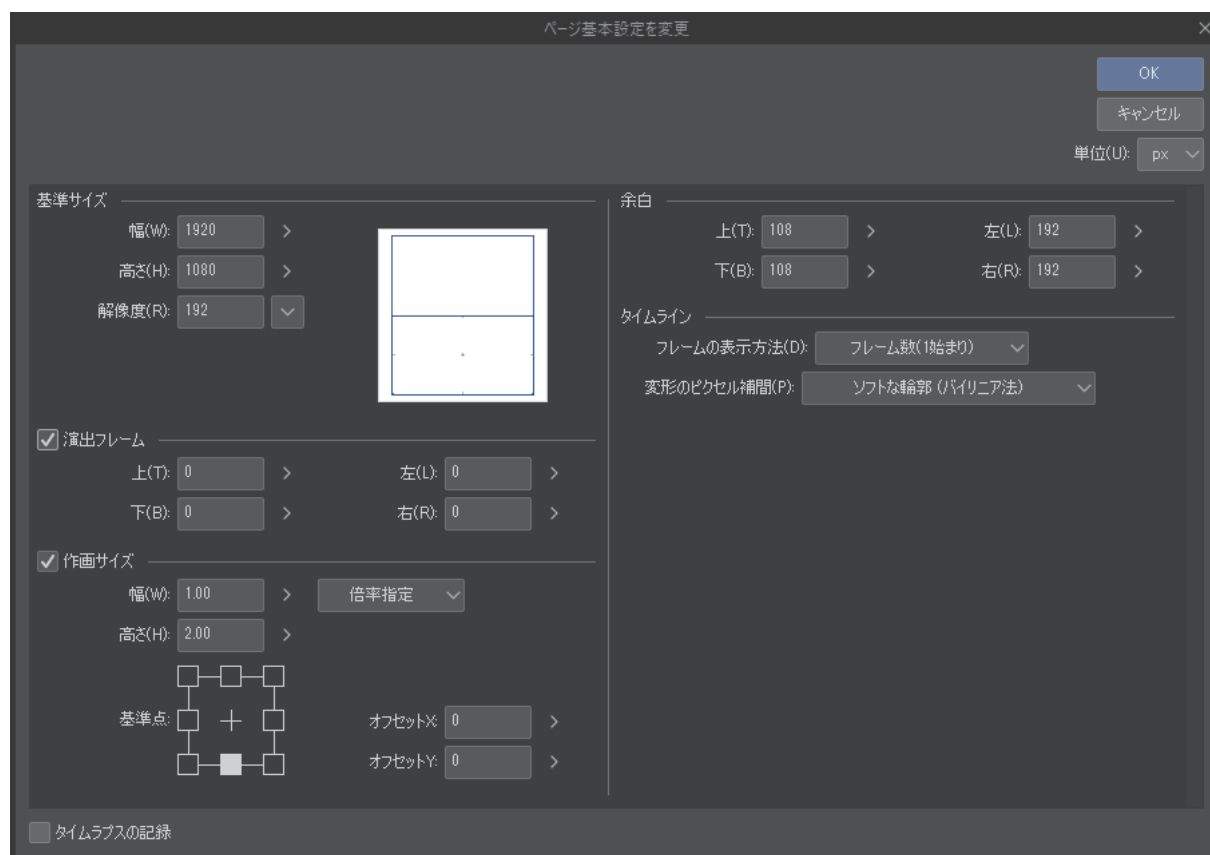 ページ基本設定を変更
OK
キャンセル
単位(U): px
基準サイズ
幅(W): 1920
高さ(H): 1080
解像度(R): 192
演出フレーム
上(T): 0 左(L): 0
下(B): 0 右(R): 0
作画サイズ
幅(W): 1.00 倍率指定
高さ(H): 2.00
基準点:
オフセットX: 0
オフセットY: 0
余白
上(T): 108 左(L): 192
下(B): 108 右(R): 192
タイムライン
フレームの表示方法(D): フレーム数(1始まり)
変形のピクセル補間(P): ソフトな輪郭 (バイリニア法)
タイムラプスの記録